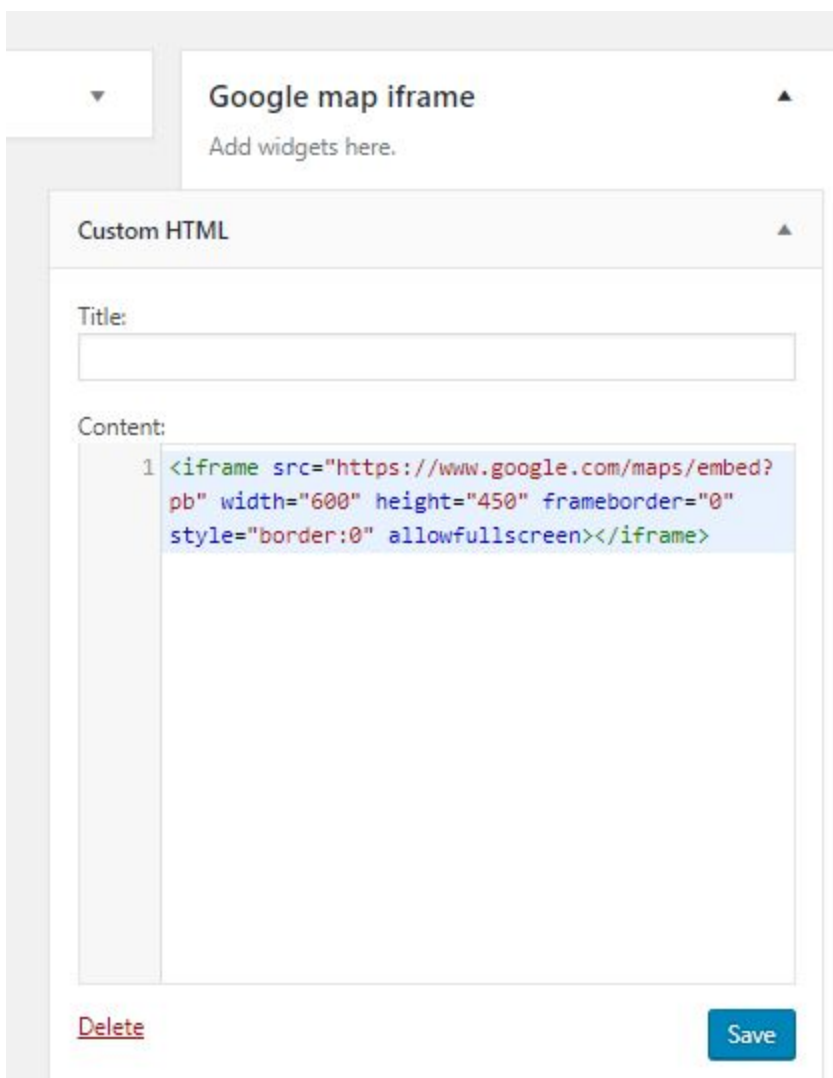 Google map iframe
Add widgets here.
Custom HTML
Title:
Content:
1 <iframe src="https://www.google.com/maps/embed?
pb" width="600" height="450" frameborder="0"
style="border:0" allowfullscreen></iframe>
Delete
Save